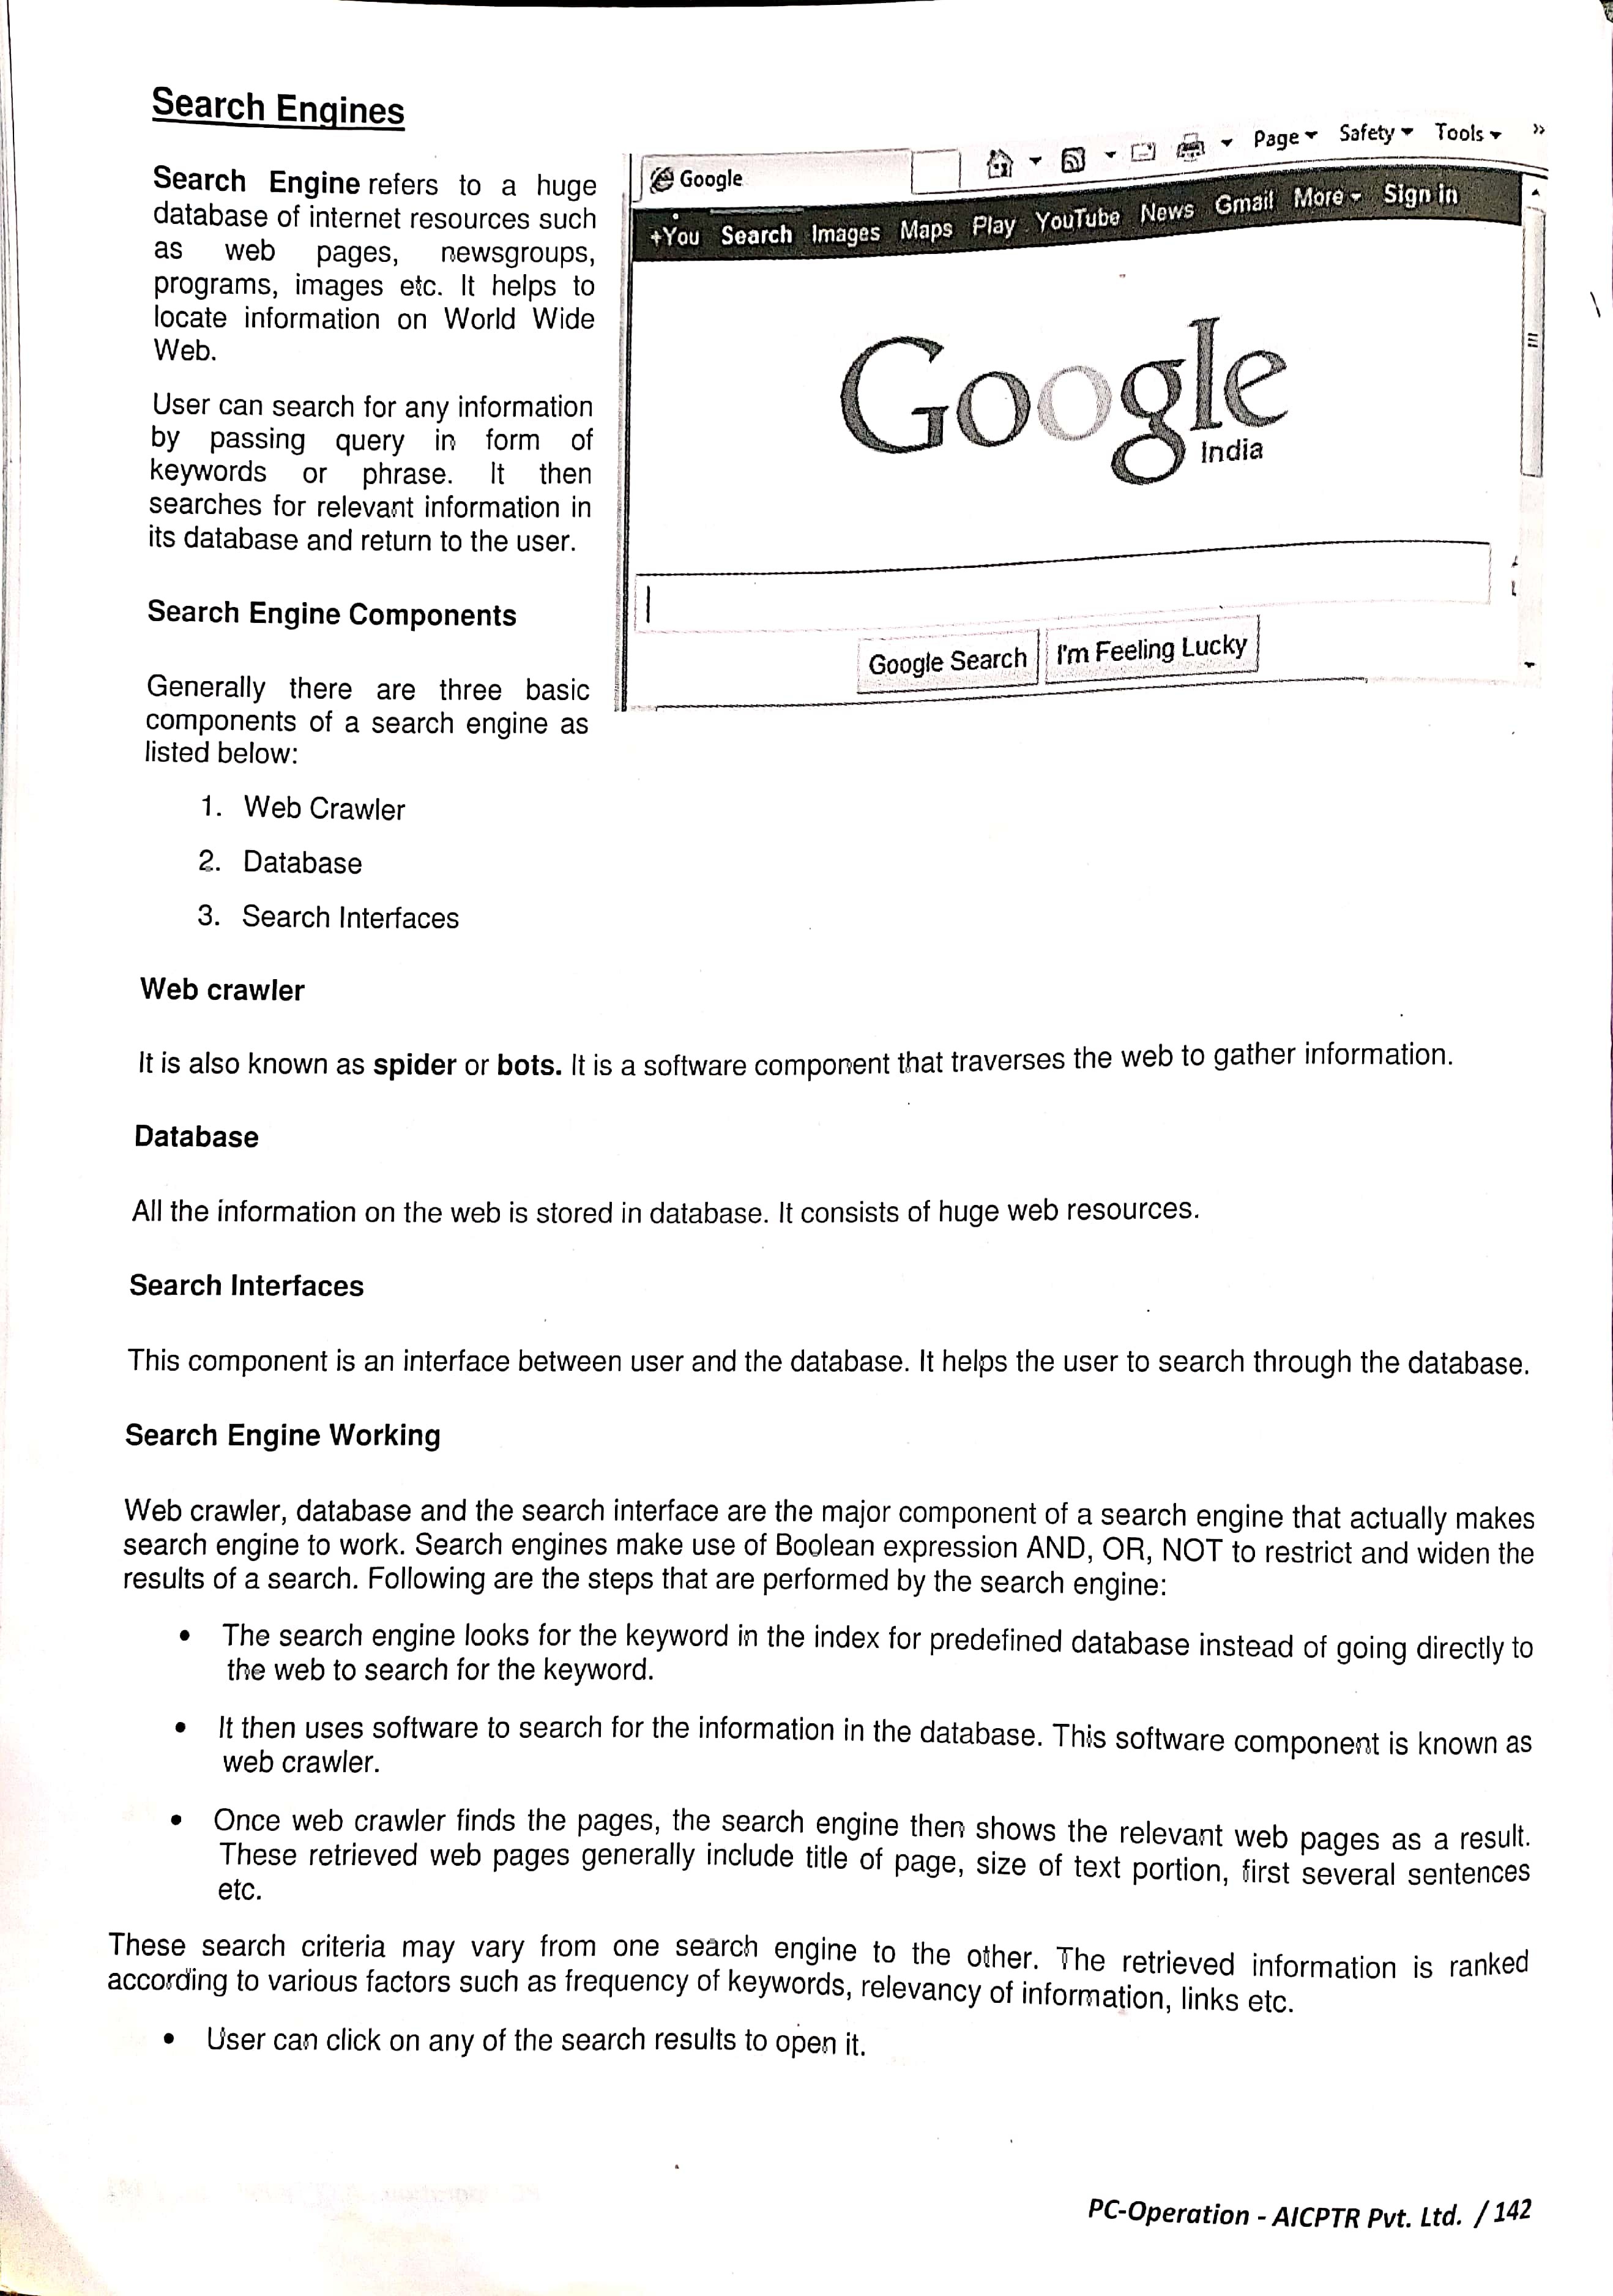 Search Engines
Search Engine refers to a huge
database of internet resources such
as web pages, newsgroups,
programs, images etc. It helps to
locate information on World Wide
Web.
User can search for any information
by passing query in form of
keywords or phrase. It then
searches for relevant information in
its database and return to the user.
Search Engine Components
Generally there are three basic
components of a search engine as
listed below:
1. Web Crawler
2. Database
3. Search Interfaces
Google
Page Safety Tools »
+You Search Images Maps Play YouTube News Gmail More Sign in
Google
India
Google Search I'm Feeling Lucky
Web crawler
It is also known as spider or bots. It is a software component that traverses the web to gather information.
Database
All the information on the web is stored in database. It consists of huge web resources.
Search Interfaces
This component is an interface between user and the database. It helps the user to search through the database.
Search Engine Working
Web crawler, database and the search interface are the major component of a search engine that actually makes
search engine to work. Search engines make use of Boolean expression AND, OR, NOT to restrict and widen the
results of a search. Following are the steps that are performed by the search engine:
• The search engine looks for the keyword in the index for predefined database instead of going directly to
the web to search for the keyword.
• It then uses software to search for the information in the database. This software component is known as
web crawler.
• Once web crawler finds the pages, the search engine then shows the relevant web pages as a result.
These retrieved web pages generally include title of page, size of text portion, first several sentences
etc.
These search criteria may vary from one search engine to the other. The retrieved information is ranked
according to various factors such as frequency of keywords, relevancy of information, links etc.
• User can click on any of the search results to open it.
PC-Operation - AICPTR Pvt. Ltd. / 142